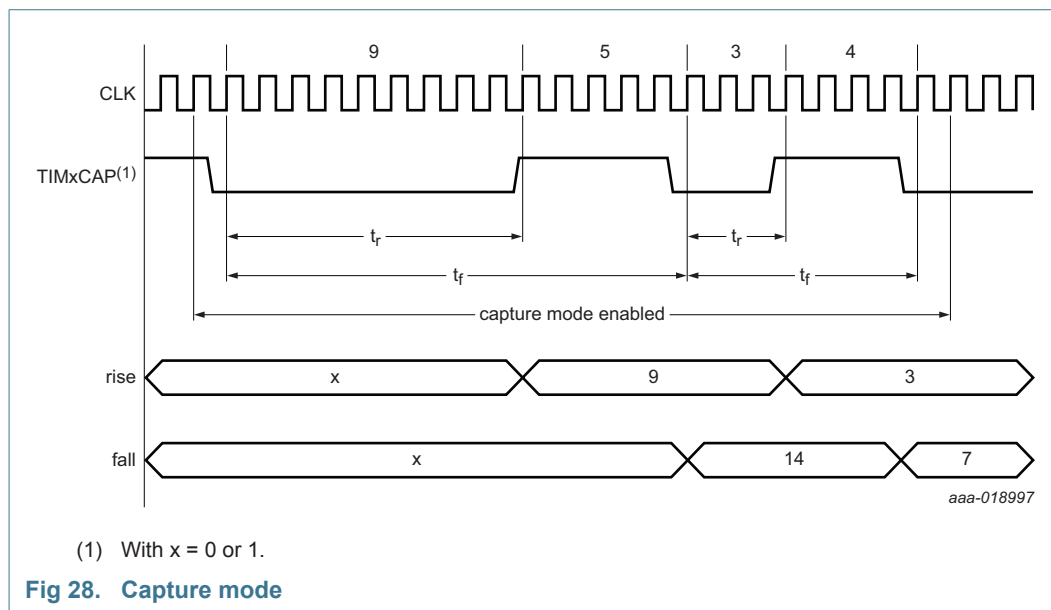 9 5 3 4
CLK
TIMxCAP(1)
tr tr
tf tf
capture mode enabled
rise x 9 3
fall x 14 7
aaa-018997
(1) With x = 0 or 1.
Fig 28. Capture mode